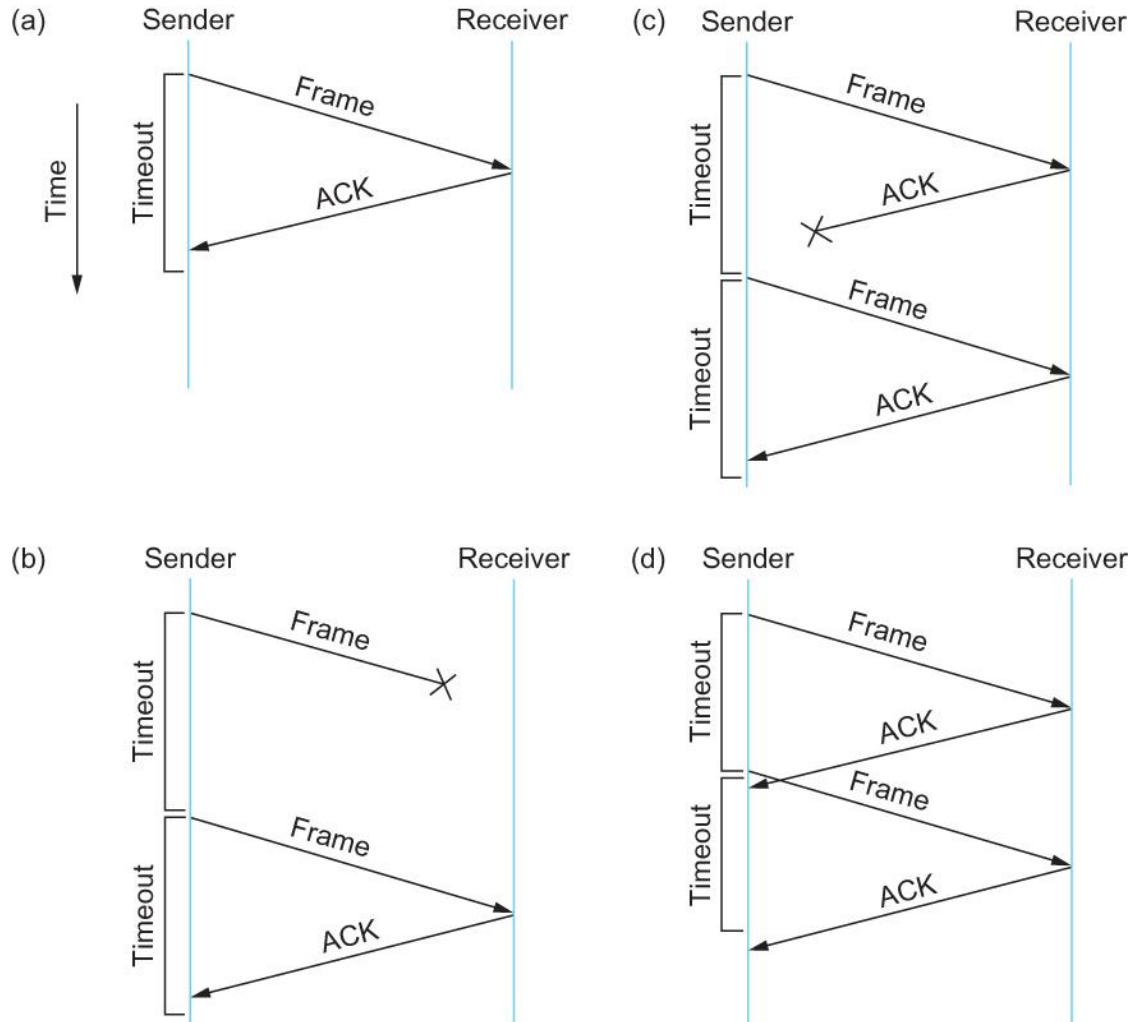 (a)
Sender
Receiver
Time
Timeout
Frame
ACK
(c)
Sender
Receiver
Timeout
Frame
ACK
Timeout
Frame
ACK
(b)
Sender
Receiver
Timeout
Frame
Timeout
Frame
ACK
(d)
Sender
Receiver
Timeout
Frame
ACK
Timeout
Frame
ACK